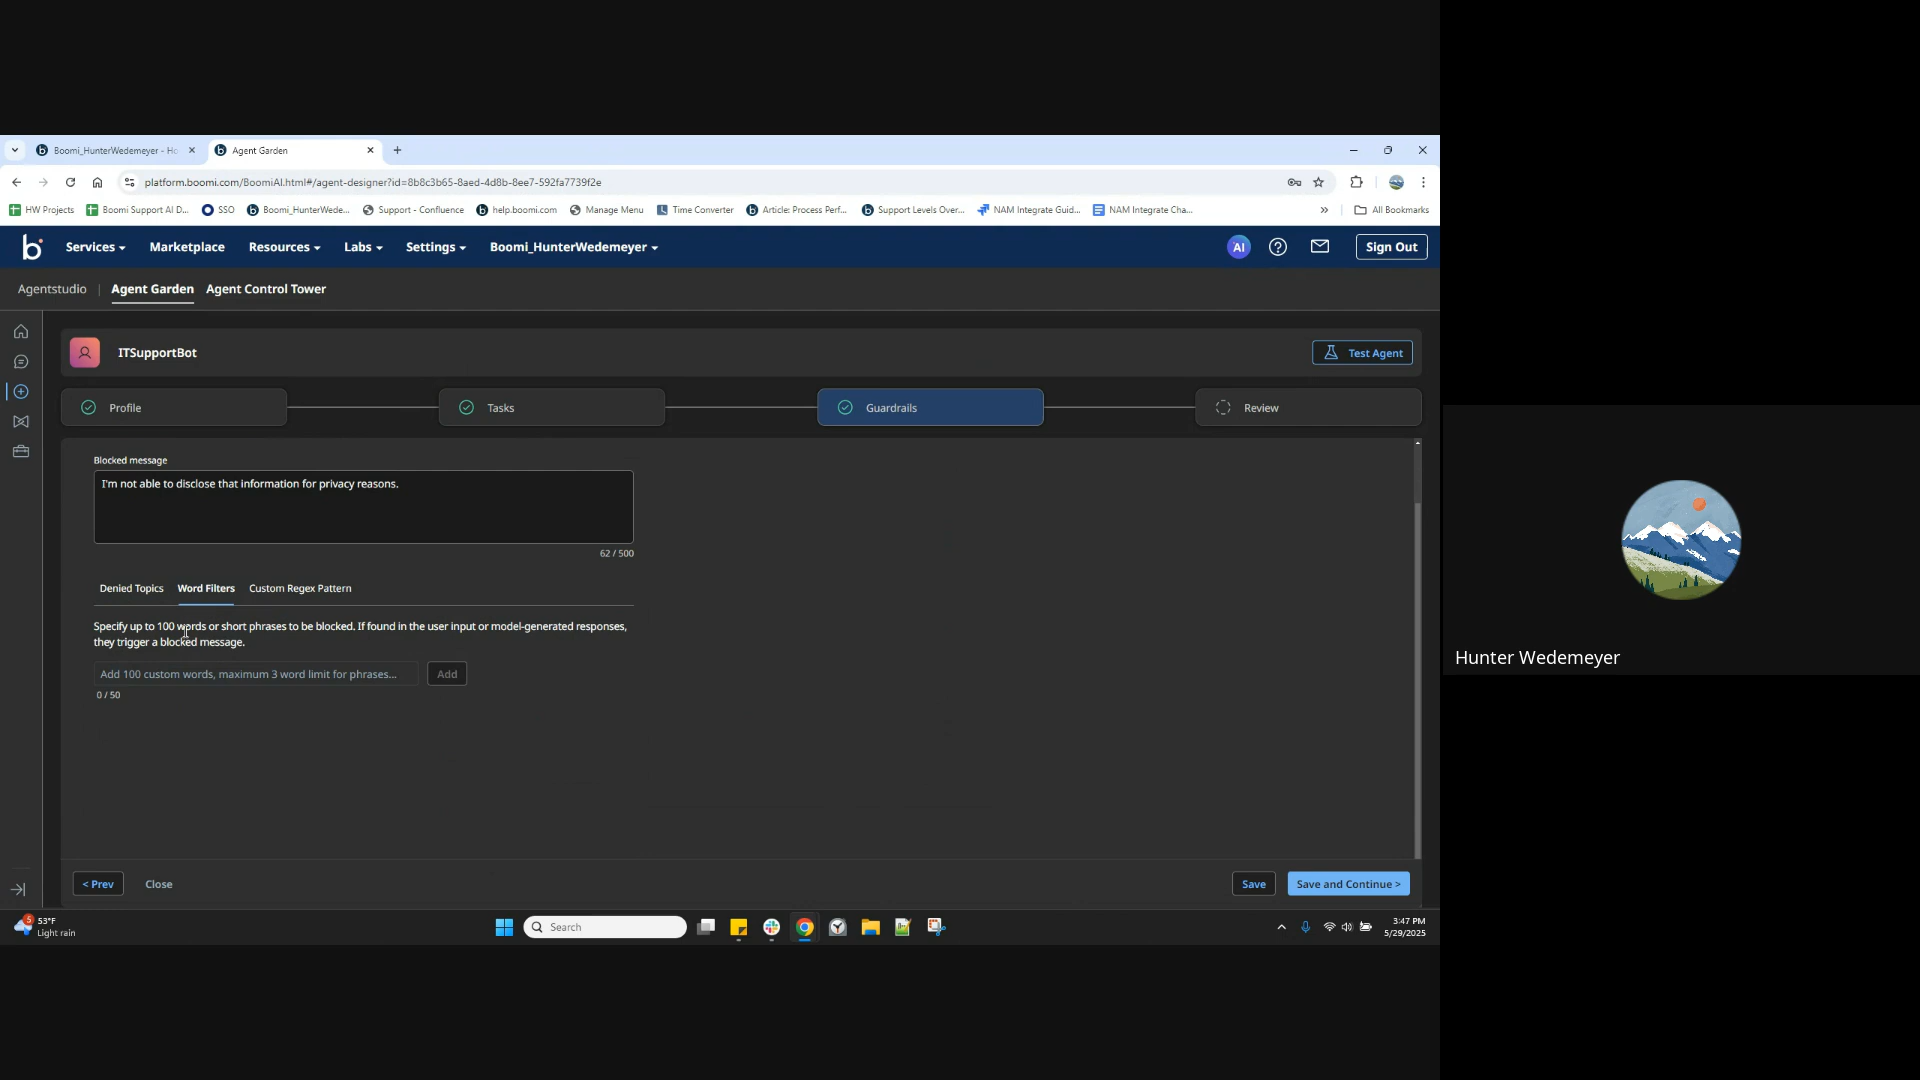 Boomi_HunterWedemeyer - Ho
Agent Garden
platform.boomi.com/BoomiAI.html#/agent-designer?id=8b8c3b65-8aed-4d8b-8ee7-592fa7739f2e
HW Projects
Boomi Support AI D...
SSO
Boomi_HunterWede...
Support - Confluence
help.boomi.com
Manage Menu
Time Converter
Article: Process Perf...
Support Levels Over...
NAM Integrate Guid...
NAM Integrate Cha...
»
All Bookmarks
b
Services
Marketplace
Resources
Labs
Settings
Boomi_HunterWedemeyer
AI
Sign Out
Agentstudio | Agent Garden Agent Control Tower
ITSupportBot
Test Agent
Profile
Tasks
Guardrails
Review
Blocked message
I'm not able to disclose that information for privacy reasons.
62 / 500
Denied Topics Word Filters Custom Regex Pattern
Specify up to 100 words or short phrases to be blocked. If found in the user input or model-generated responses,
they trigger a blocked message.
Add 100 custom words, maximum 3 word limit for phrases...
Add
0 / 50
Hunter Wedemeyer
< Prev
Close
Save
Save and Continue >
5
53°F
Light rain
Search
3:47 PM
5/29/2025